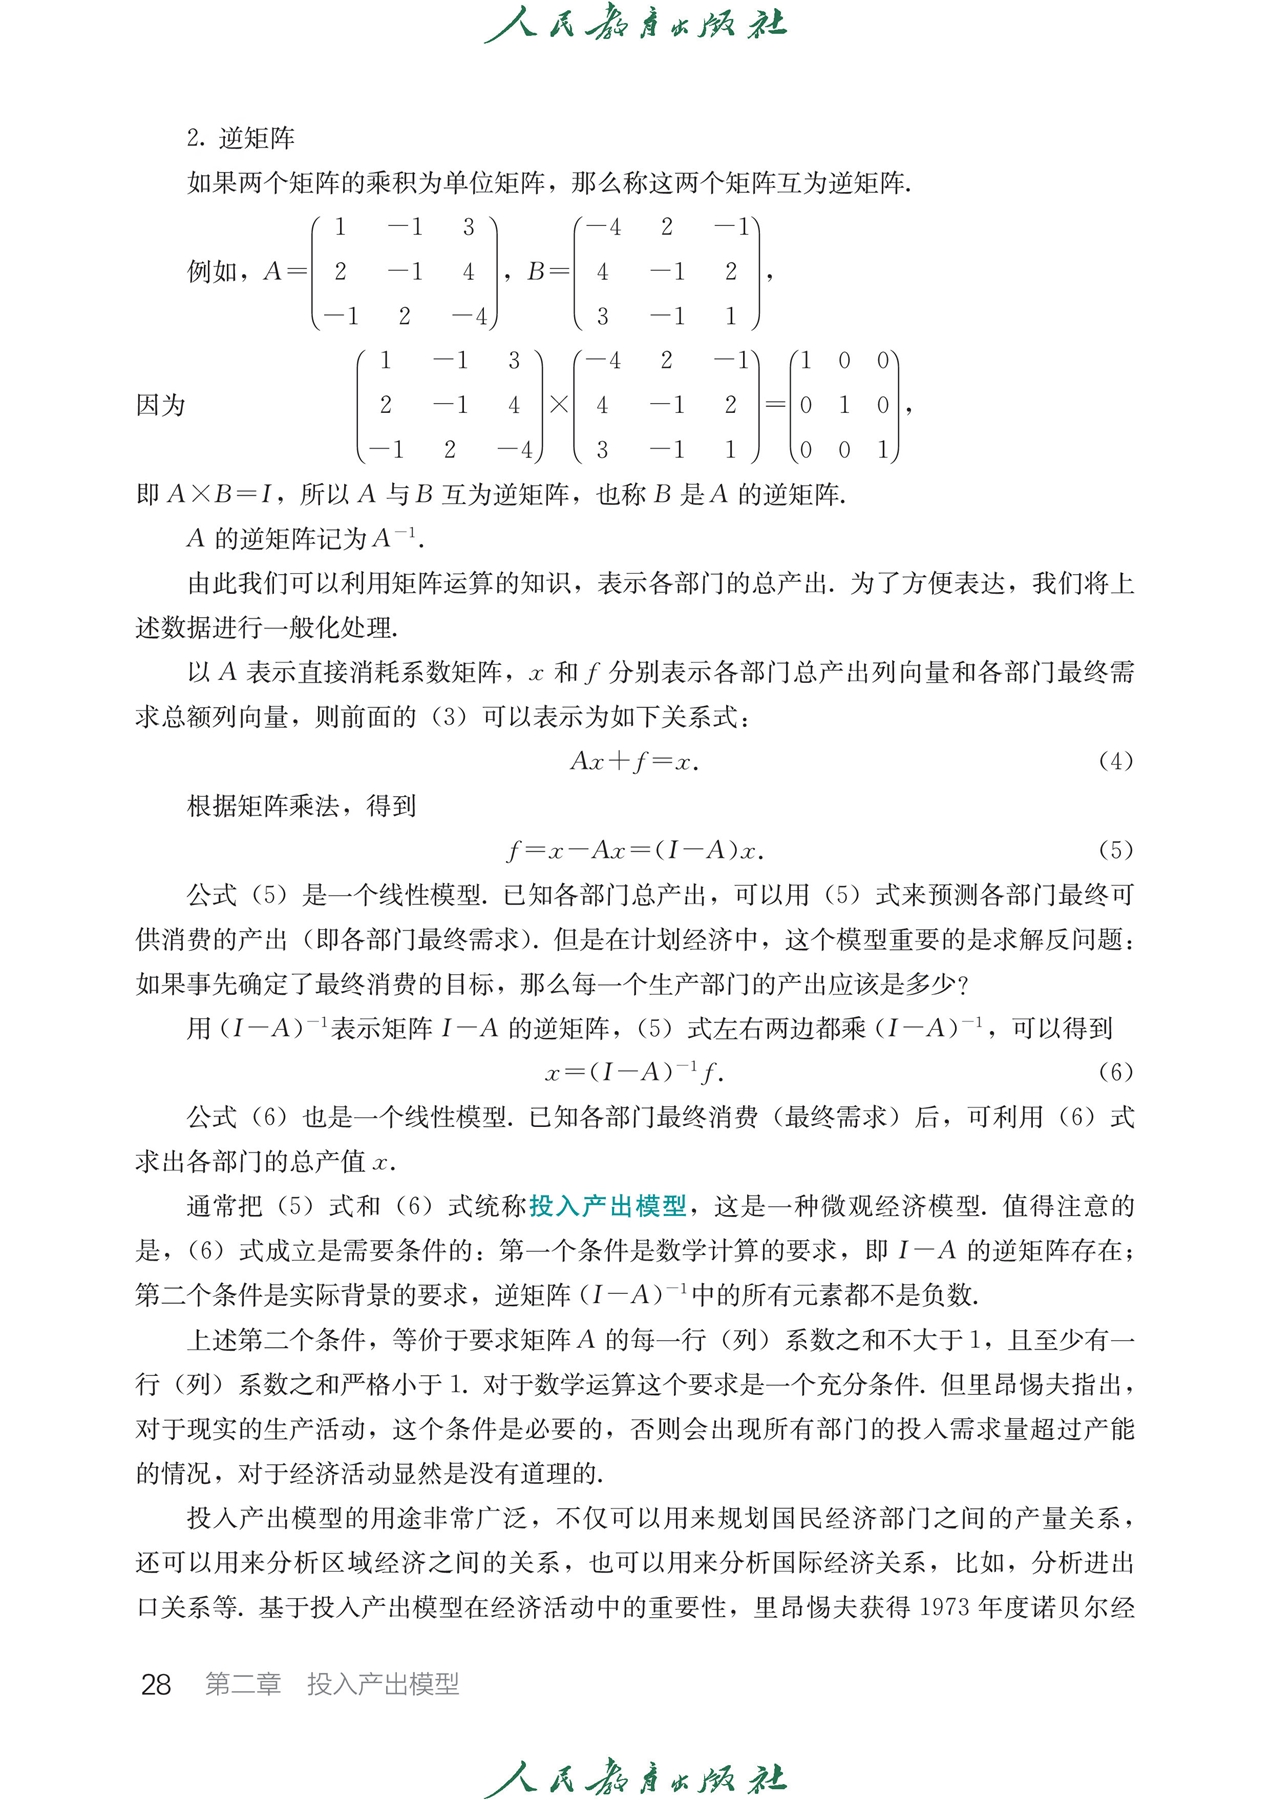 人民教育出版社
2. 逆矩阵
如果两个矩阵的乘积为单位矩阵，那么称这两个矩阵互为逆矩阵.
1 −1 3 −4 2 −1
例如，A= 2 −1 4 ，B= 4 −1 2 ，
−1 2 −4 3 −1 1
1 −1 3 −4 2 −1 1 0 0
因为 2 −1 4 × 4 −1 2 = 0 1 0 ，
−1 2 −4 3 −1 1 0 0 1
即 A×B=I，所以 A 与 B 互为逆矩阵，也称 B 是 A 的逆矩阵.
A 的逆矩阵记为 A⁻¹.
由此我们可以利用矩阵运算的知识，表示各部门的总产出. 为了方便表达，我们将上
述数据进行一般化处理.
以 A 表示直接消耗系数矩阵，x 和 f 分别表示各部门总产出列向量和各部门最终需
求总额列向量，则前面的（3）可以表示为如下关系式：
Ax+f=x. （4）
根据矩阵乘法，得到
f=x−Ax=(I−A)x. （5）
公式（5）是一个线性模型. 已知各部门总产出，可以用（5）式来预测各部门最终可
供消费的产出（即各部门最终需求）. 但是在计划经济中，这个模型重要的是求解反问题：
如果事先确定了最终消费的目标，那么每一个生产部门的产出应该是多少?
用 (I−A)⁻¹表示矩阵 I−A 的逆矩阵，（5）式左右两边都乘 (I−A)⁻¹，可以得到
x=(I−A)⁻¹f. （6）
公式（6）也是一个线性模型. 已知各部门最终消费（最终需求）后，可利用（6）式
求出各部门的总产值 x.
通常把（5）式和（6）式统称投入产出模型，这是一种微观经济模型. 值得注意的
是，（6）式成立是需要条件的：第一个条件是数学计算的要求，即 I−A 的逆矩阵存在；
第二个条件是实际背景的要求，逆矩阵 (I−A)⁻¹中的所有元素都不是负数.
上述第二个条件，等价于要求矩阵 A 的每一行（列）系数之和不大于 1，且至少有一
行（列）系数之和严格小于 1. 对于数学运算这个要求是一个充分条件. 但里昂惕夫指出，
对于现实的生产活动，这个条件是必要的，否则会出现所有部门的投入需求量超过产能
的情况，对于经济活动显然是没有道理的.
投入产出模型的用途非常广泛，不仅可以用来规划国民经济部门之间的产量关系，
还可以用来分析区域经济之间的关系，也可以用来分析国际经济关系，比如，分析进出
口关系等. 基于投入产出模型在经济活动中的重要性，里昂惕夫获得 1973 年度诺贝尔经
28 第二章 投入产出模型
人民教育出版社